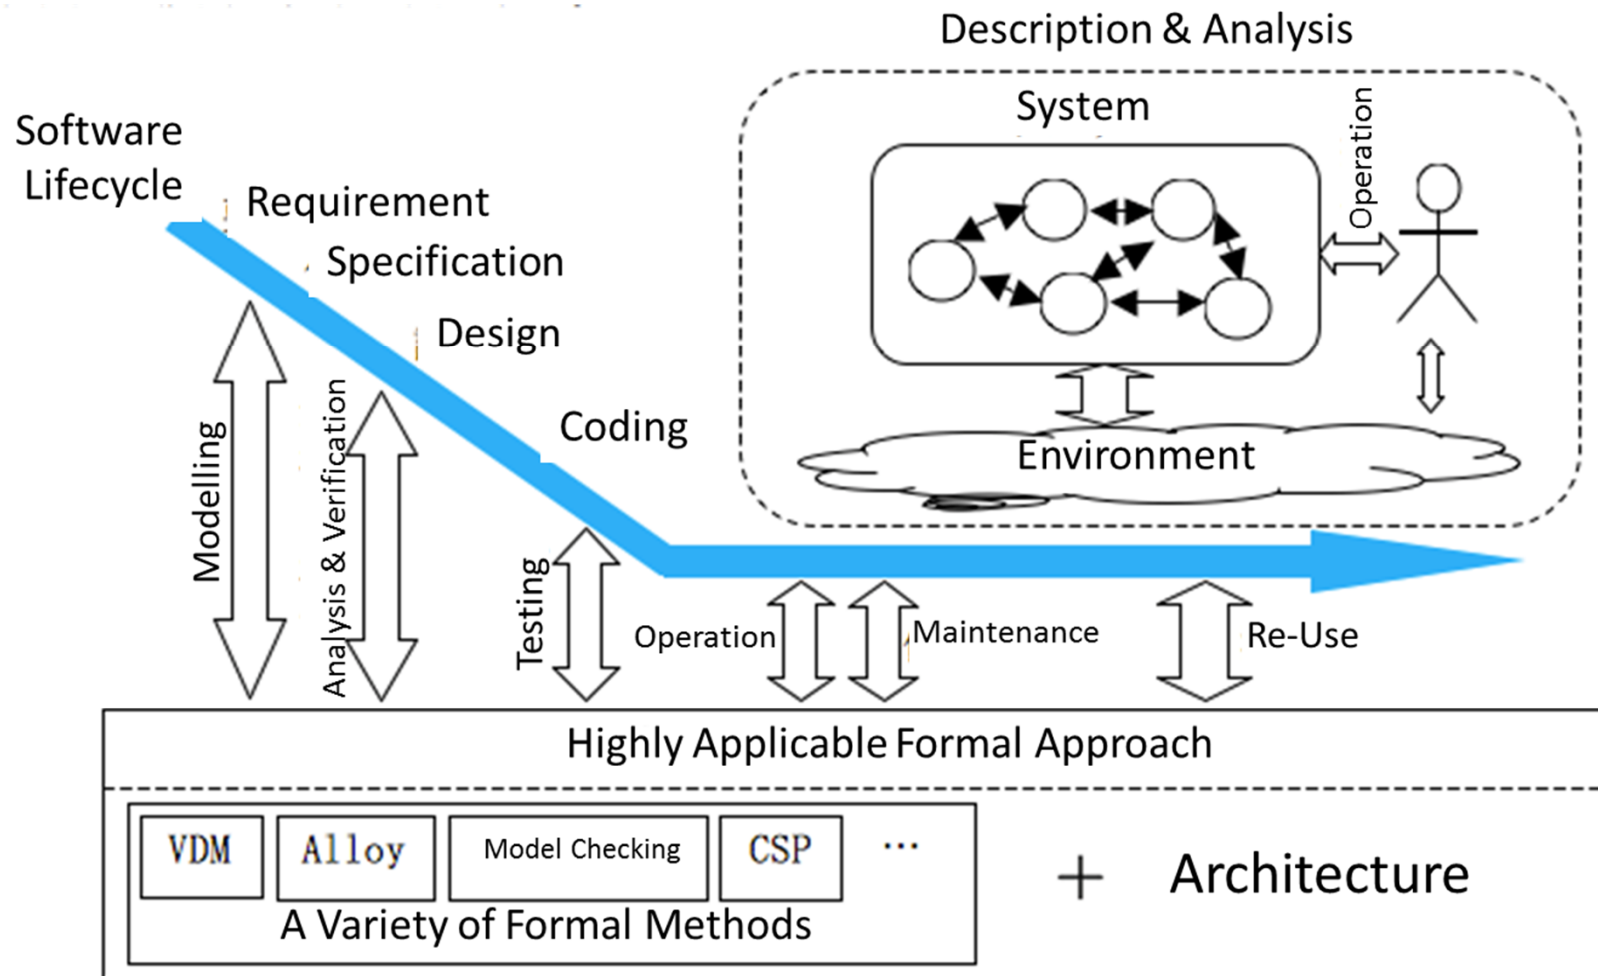 Description & Analysis
System
Operation
Environment
Software
Lifecycle
Requirement
Specification
Design
Coding
Modelling
Analysis & Verification
Testing
Operation
Maintenance
Re-Use
Highly Applicable Formal Approach
VDM
Alloy
Model Checking
CSP
...
A Variety of Formal Methods
+
Architecture